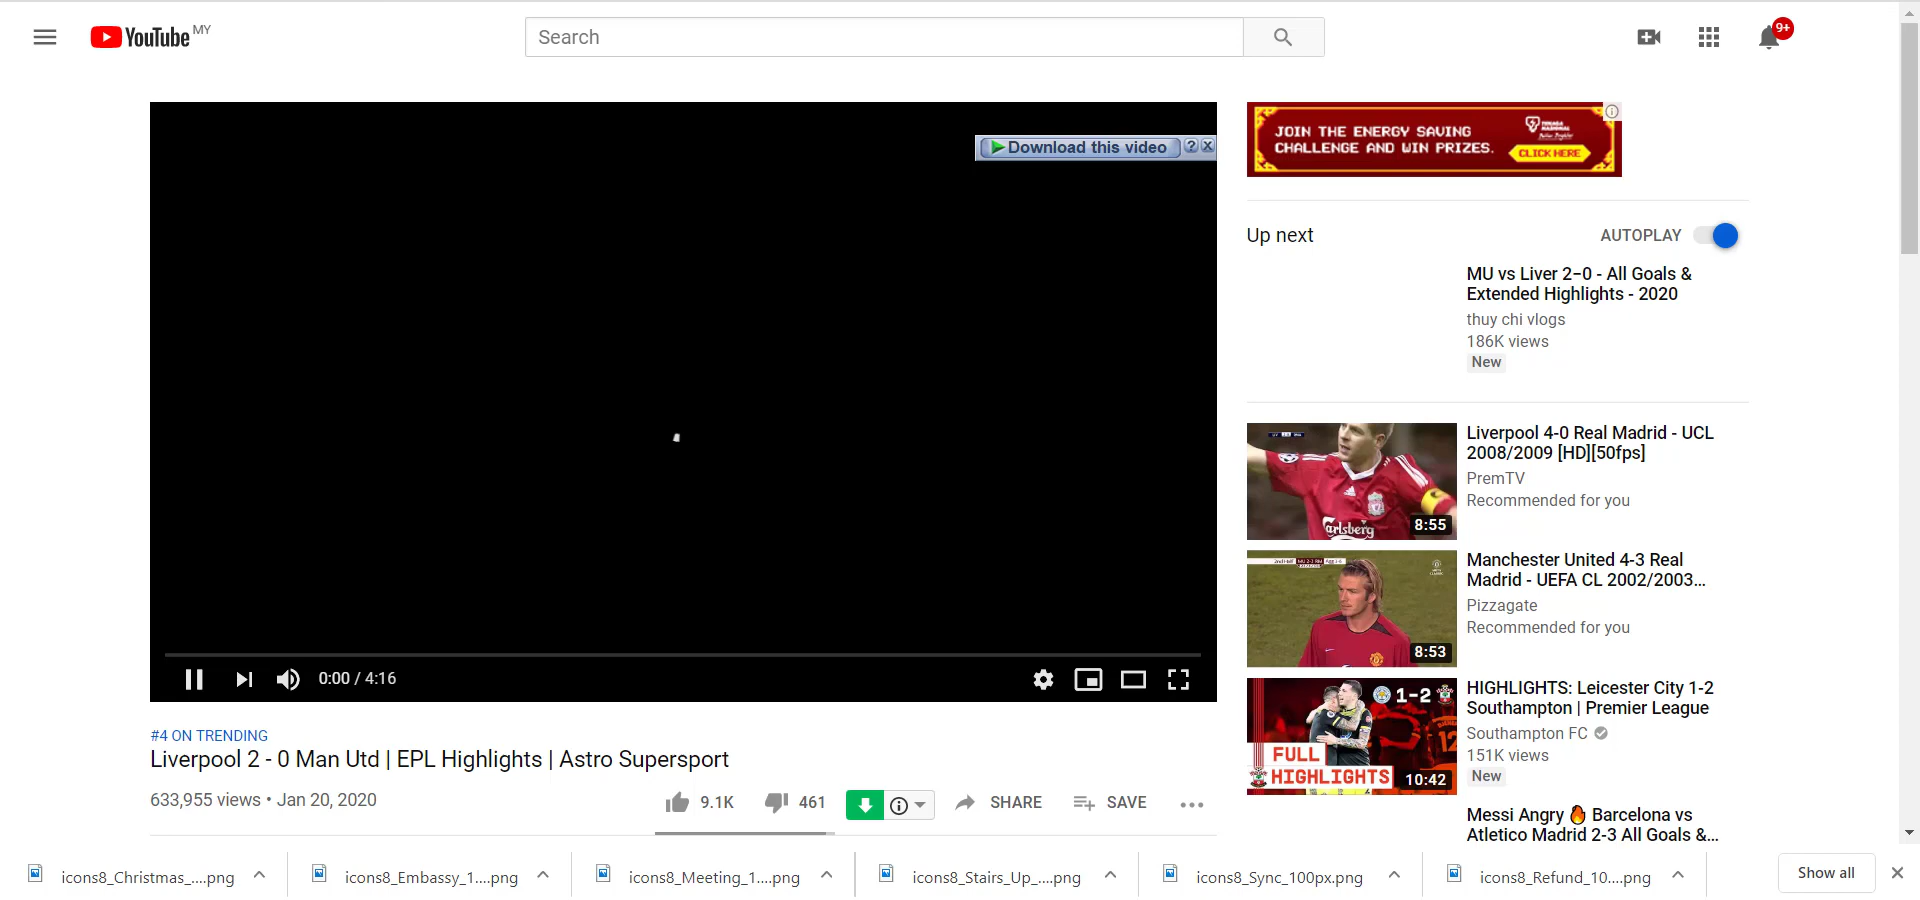 YouTube MY
Search
9+
Download this video
JOIN THE ENERGY SAVING
CHALLENGE AND WIN PRIZES.
CLICK HERE
Up next
AUTOPLAY
MU vs Liver 2–0 - All Goals &
Extended Highlights - 2020
thuy chi vlogs
186K views
New
Liverpool 4-0 Real Madrid - UCL
2008/2009 [HD][50fps]
PremTV
Recommended for you
Carlsberg
8:55
Manchester United 4-3 Real
Madrid - UEFA CL 2002/2003...
Pizzagate
Recommended for you
8:53
HIGHLIGHTS: Leicester City 1-2
Southampton | Premier League
Southampton FC
151K views
New
1-2
FULL
HIGHLIGHTS
10:42
Messi Angry 🔥 Barcelona vs
Atletico Madrid 2-3 All Goals &...
0:00 / 4:16
#4 ON TRENDING
Liverpool 2 - 0 Man Utd | EPL Highlights | Astro Supersport
633,955 views • Jan 20, 2020
9.1K
461
SHARE
SAVE
icons8_Christmas_....png
icons8_Embassy_1....png
icons8_Meeting_1....png
icons8_Stairs_Up_....png
icons8_Sync_100px.png
icons8_Refund_10....png
Show all